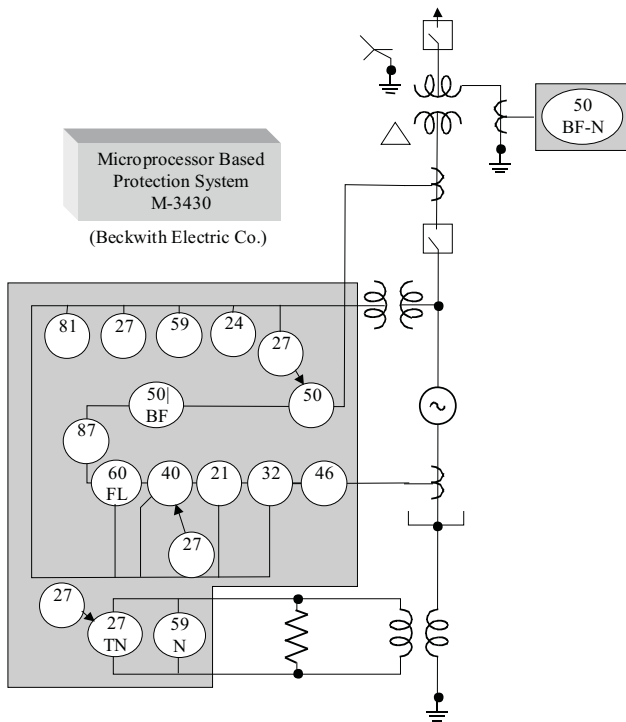 50
BF-N
Microprocessor Based
Protection System
M-3430
(Beckwith Electric Co.)
81
27
59
24
27
50|
BF
50
87
60
FL
40
21
32
46
27
27
27
TN
59
N